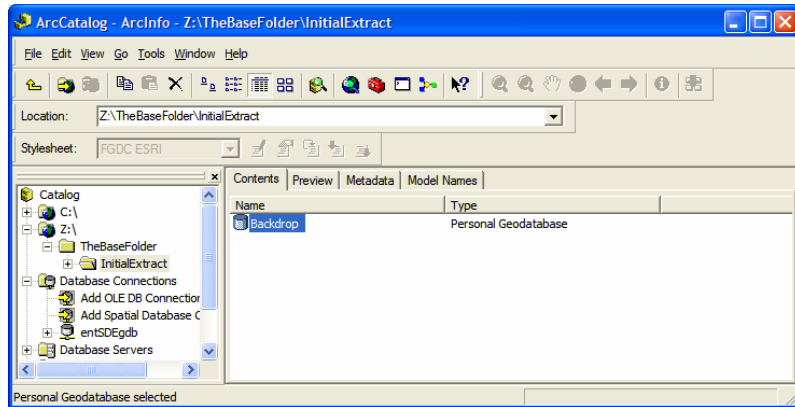 ArcCatalog - ArcInfo - Z:\TheBaseFolder\InitialExtract
File Edit View Go Tools Window Help
Location: Z:\TheBaseFolder\InitialExtract
Stylesheet: FGDC ESRI
Contents Preview Metadata Model Names
Catalog
C:\
Z:\
TheBaseFolder
InitialExtract
Database Connections
Add OLE DB Connection
Add Spatial Database C
entSDEgdb
Database Servers
Name Type
Backdrop Personal Geodatabase
Personal Geodatabase selected